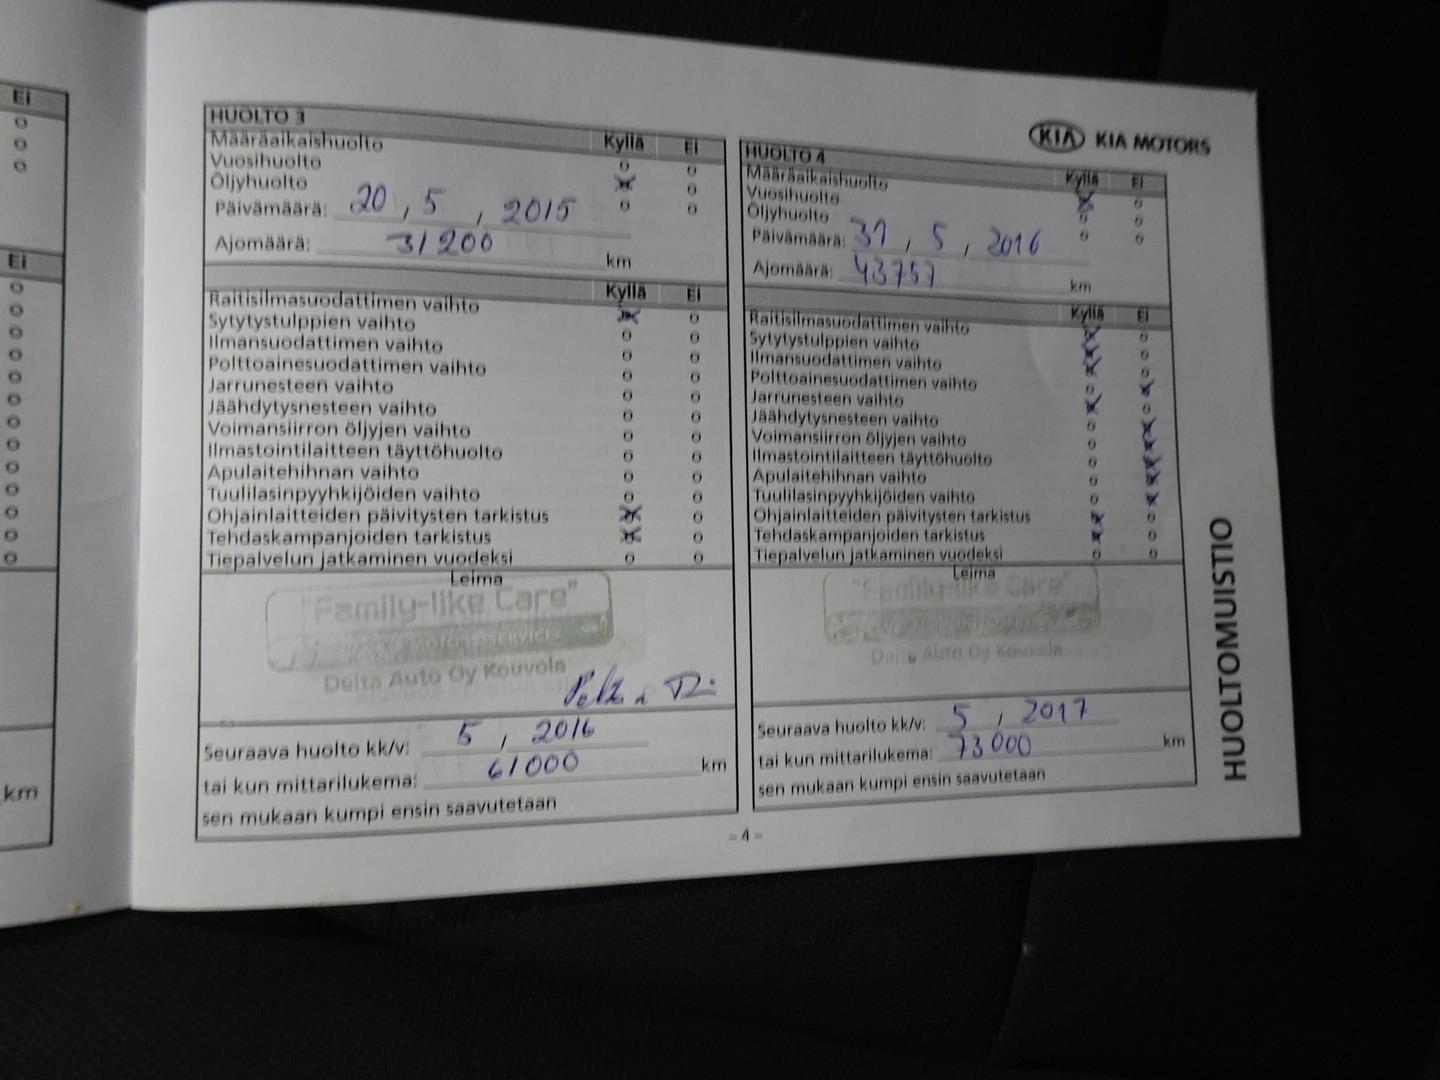 Ei
Ei
km
KIA KIA MOTORS
HUOLTO 3
Kyllä Ei
Määräaikaishuolto
Vuosihuolto
Öljyhuolto
Päivämäärä: 20 , 5 , 2015
Ajomäärä: 31200 km
Kyllä Ei
Raitisilmasuodattimen vaihto
Sytytystulppien vaihto
Ilmansuodattimen vaihto
Polttoainesuodattimen vaihto
Jarrunesteen vaihto
Jäähdytysnesteen vaihto
Voimansiirron öljyjen vaihto
Ilmastointilaitteen täyttöhuolto
Apulaitehihnan vaihto
Tuulilasinpyyhkijöiden vaihto
Ohjainlaitteiden päivitysten tarkistus
Tehdaskampanjoiden tarkistus
Tiepalvelun jatkaminen vuodeksi
Leima
"Family-like Care"
Delta Auto Oy Kouvola
Seuraava huolto kk/v: 5 , 2016
tai kun mittarilukema: 61000 km
sen mukaan kumpi ensin saavutetaan
HUOLTO 4
Kyllä Ei
Määräaikaishuolto
Vuosihuolto
Öljyhuolto
Päivämäärä: 31 , 5 , 2016
Ajomäärä: 43757 km
Kyllä Ei
Raitisilmasuodattimen vaihto
Sytytystulppien vaihto
Ilmansuodattimen vaihto
Polttoainesuodattimen vaihto
Jarrunesteen vaihto
Jäähdytysnesteen vaihto
Voimansiirron öljyjen vaihto
Ilmastointilaitteen täyttöhuolto
Apulaitehihnan vaihto
Tuulilasinpyyhkijöiden vaihto
Ohjainlaitteiden päivitysten tarkistus
Tehdaskampanjoiden tarkistus
Tiepalvelun jatkaminen vuodeksi
Leima
"Family-like Care"
Delta Auto Oy Kouvola
Seuraava huolto kk/v: 5 , 2017
tai kun mittarilukema: 73000 km
sen mukaan kumpi ensin saavutetaan
HUOLTOMUISTIO
- 4 -